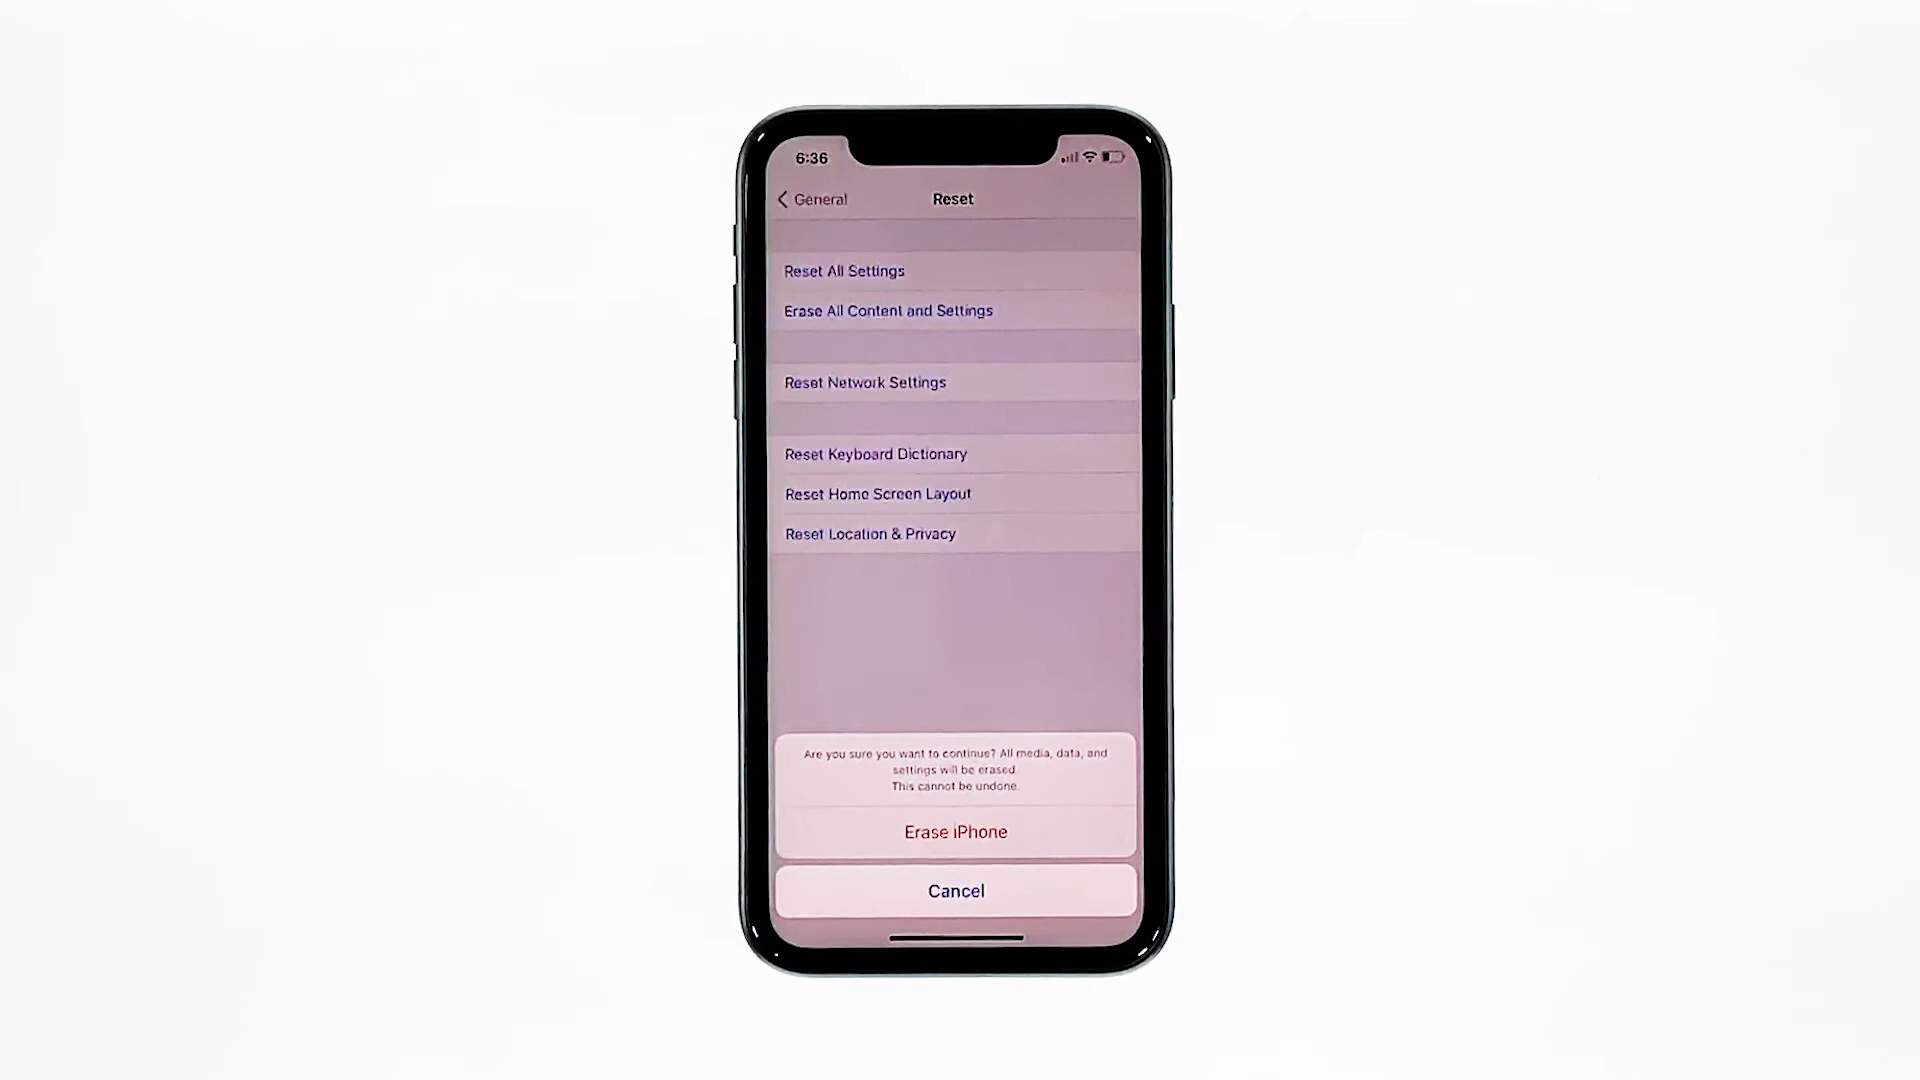 6:36
General
Reset
Reset All Settings
Erase All Content and Settings
Reset Network Settings
Reset Keyboard Dictionary
Reset Home Screen Layout
Reset Location & Privacy
Are you sure you want to continue? All media, data, and
settings will be erased.
This cannot be undone.
Erase iPhone
Cancel